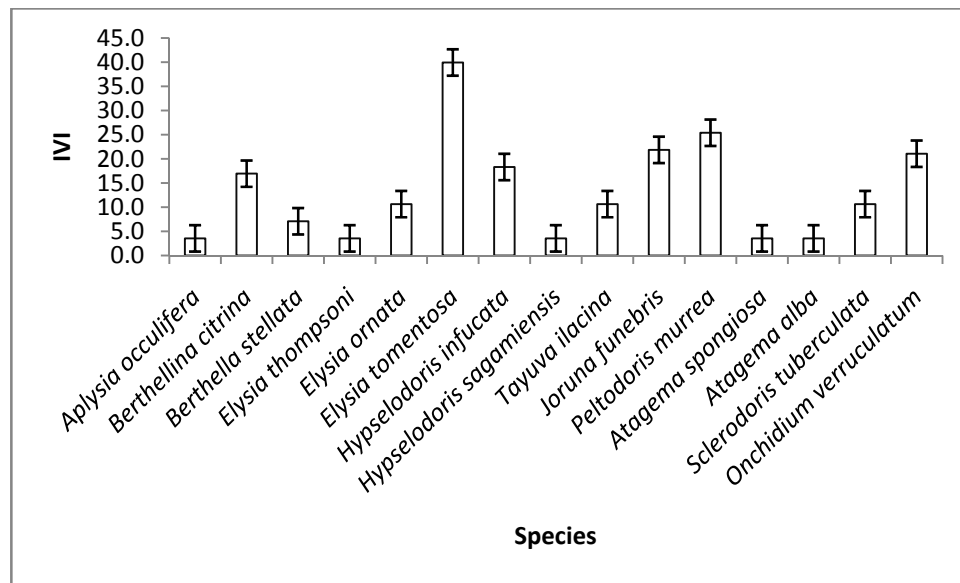 45.0
40.0
35.0
30.0
25.0
20.0
15.0
10.0
5.0
0.0
IVI
Aplysia occulifera
Berthellina citrina
Berthella stellata
Elysia thompsoni
Elysia ornata
Elysia tomentosa
Hypselodoris infucata
Hypselodoris sagamiensis
Tayuva ilacina
Joruna funebris
Peltodoris murrea
Atagema spongiosa
Atagema alba
Sclerodoris tuberculata
Onchidium verruculatum
Species